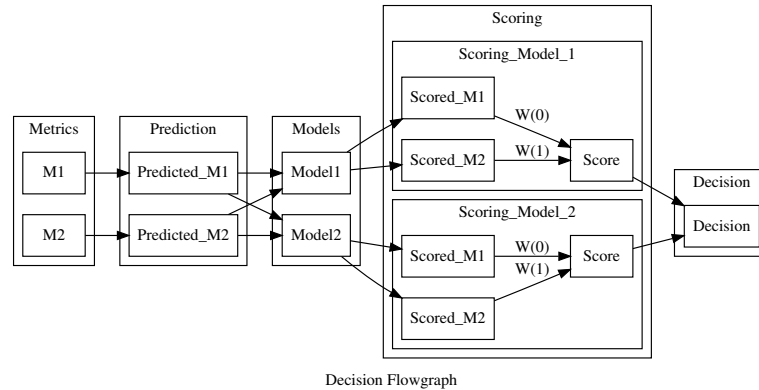 Scoring
Scoring_Model_1
Scored_M1
W(0)
Metrics
Prediction
Models
M1
Predicted_M1
Model1
Scored_M2
W(1)
Score
Decision
M2
Predicted_M2
Model2
Scoring_Model_2
Decision
Scored_M1
W(0)
Score
W(1)
Scored_M2
Decision Flowgraph